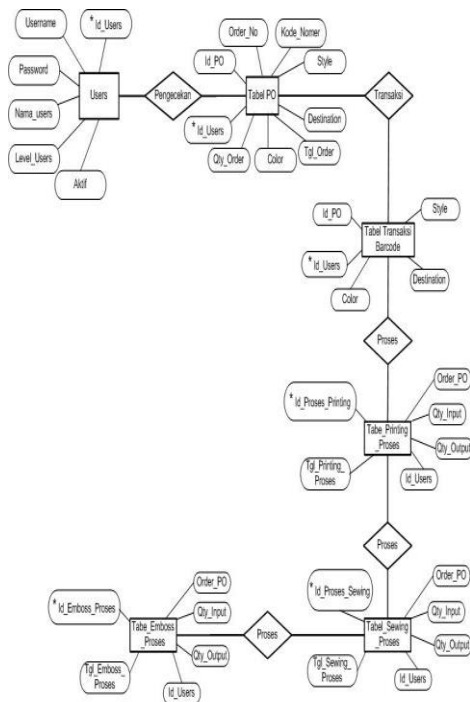 Username
* Id_Users
Password
Nama_users
Level_Users
Aktif
Users
Pengecekan
Order_No
Kode_Nomer
Id_PO
Style
Tabel PO
* Id_Users
Destination
Qty_Order
Color
Tgl_Order
Transaksi
Id_PO
Style
Tabel Transaksi
Barcode
* Id_Users
Destination
Color
Proses
* Id_Proses_Printing
Order_PO
Qty_Input
Tabe_Printing
_Proses
Qty_Output
Tgl_Printing_
Proses
Id_Users
Proses
* Id_Proses_Sewing
Order_PO
Qty_Input
Tabel_Sewing
_Proses
Qty_Output
Tgl_Sewing_
Proses
Id_Users
Proses
* Id_Emboss_Proses
Order_PO
Qty_Input
Tabe_Emboss
_Proses
Qty_Output
Tgl_Emboss_
Proses
Id_Users